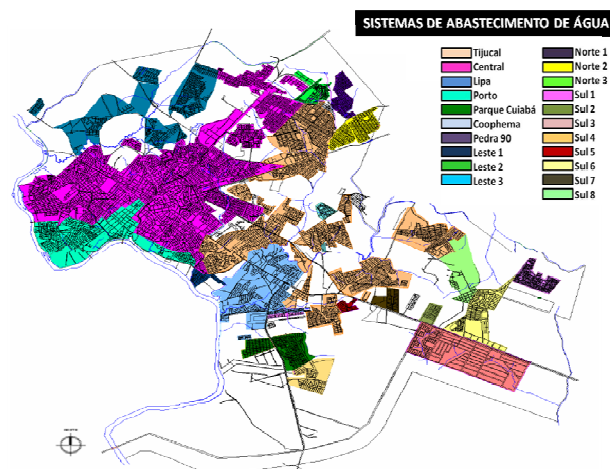 SISTEMAS DE ABASTECIMENTO DE ÁGUA
Tijucal
Central
Lipa
Porto
Parque Cuiabá
Coophema
Pedra 90
Leste 1
Leste 2
Leste 3
Norte 1
Norte 2
Norte 3
Sul 1
Sul 2
Sul 3
Sul 4
Sul 5
Sul 6
Sul 7
Sul 8